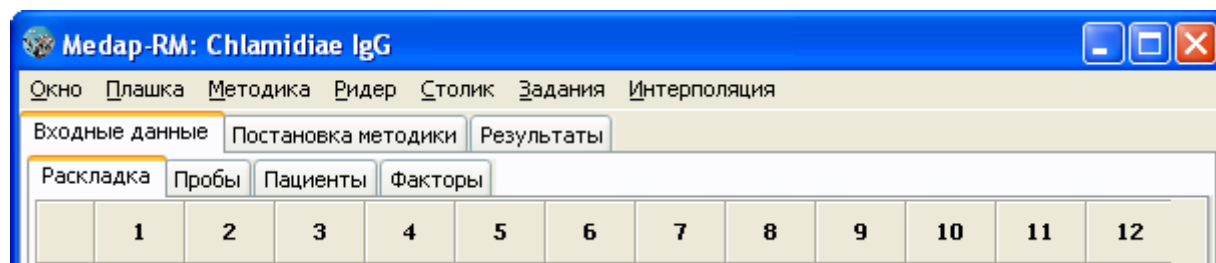 Medap-RM: Chlamidiae IgG
Окно Плашка Методика Ридер Столик Задания Интерполяция
Входные данные Постановка методики Результаты
Раскладка Пробы Пациенты Факторы
1 2 3 4 5 6 7 8 9 10 11 12